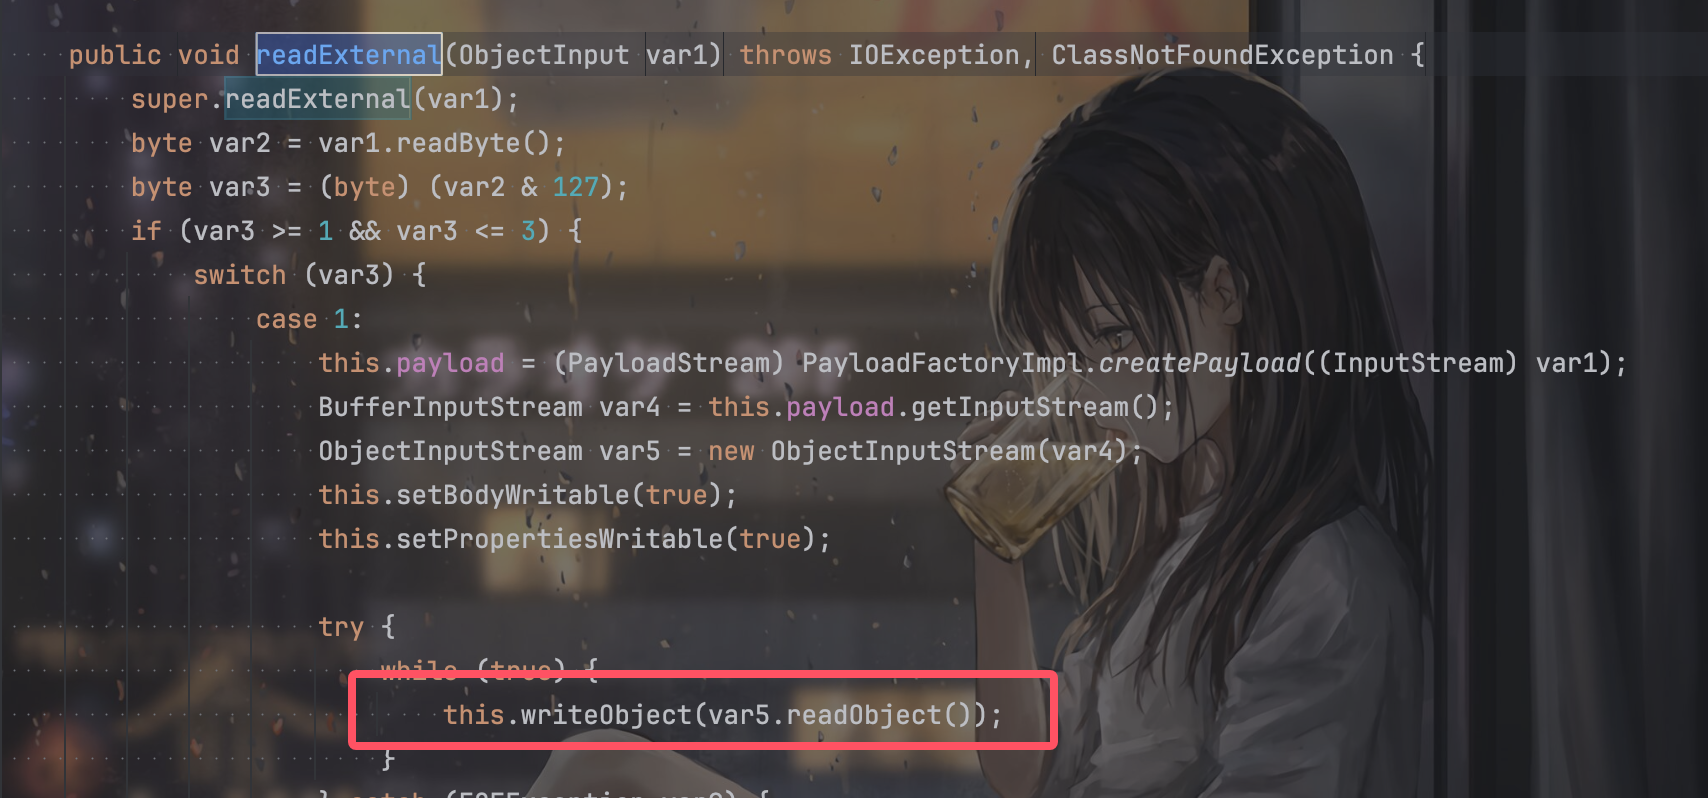 public void readExternal(ObjectInput var1) throws IOException, ClassNotFoundException {
super.readExternal(var1);
byte var2 = var1.readByte();
byte var3 = (byte) (var2 & 127);
if (var3 >= 1 && var3 <= 3) {
switch (var3) {
case 1:
this.payload = (PayloadStream) PayloadFactoryImpl.createPayload((InputStream) var1);
BufferInputStream var4 = this.payload.getInputStream();
ObjectInputStream var5 = new ObjectInputStream(var4);
this.setBodyWritable(true);
this.setPropertiesWritable(true);
try {
while (true) {
this.writeObject(var5.readObject());
}
} catch (EOFException var9) {